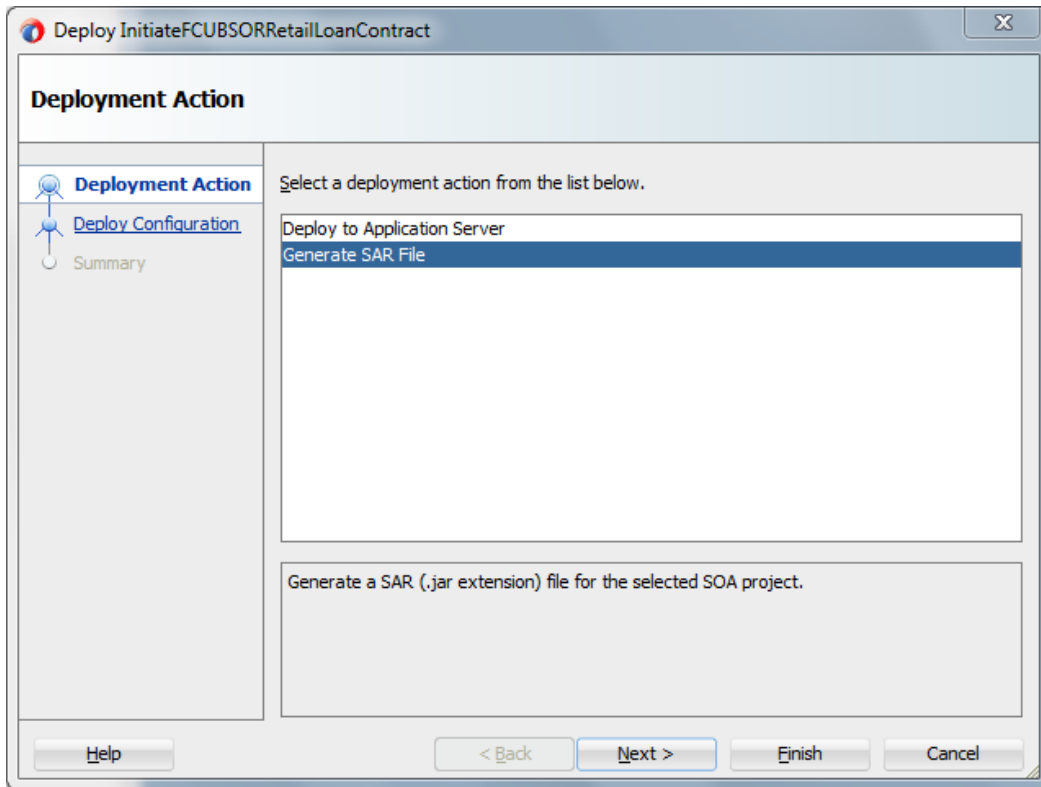 Deploy InitiateFCUBSORRetailLoanContract
Deployment Action
Deployment Action
Deploy Configuration
Summary
Select a deployment action from the list below.
Deploy to Application Server
Generate SAR File
Generate a SAR (.jar extension) file for the selected SOA project.
Help
< Back
Next >
Finish
Cancel